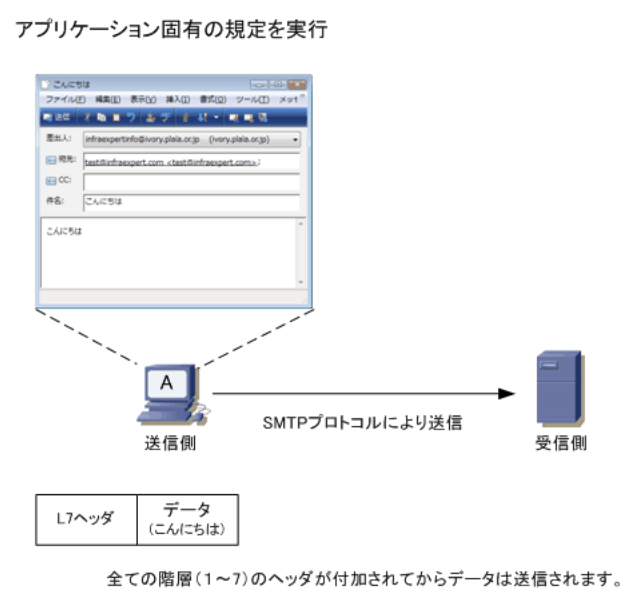 アプリケーション固有の規定を実行
こんにちは
ファイル(F) 編集(E) 表示(V) 挿入(I) 書式(O) ツール(T) メッt
送信
差出人: infraexpertinfo@ivory.plala.or.jp (ivory.plala.or.jp)
宛先: test@infraexpert.com <test@infraexpert.com>;
CC:
件名: こんにちは
こんにちは
A
SMTPプロトコルにより送信
送信側
受信側
L7ヘッダ
データ
(こんにちは)
全ての階層(1～7)のヘッダが付加されてからデータは送信されます。